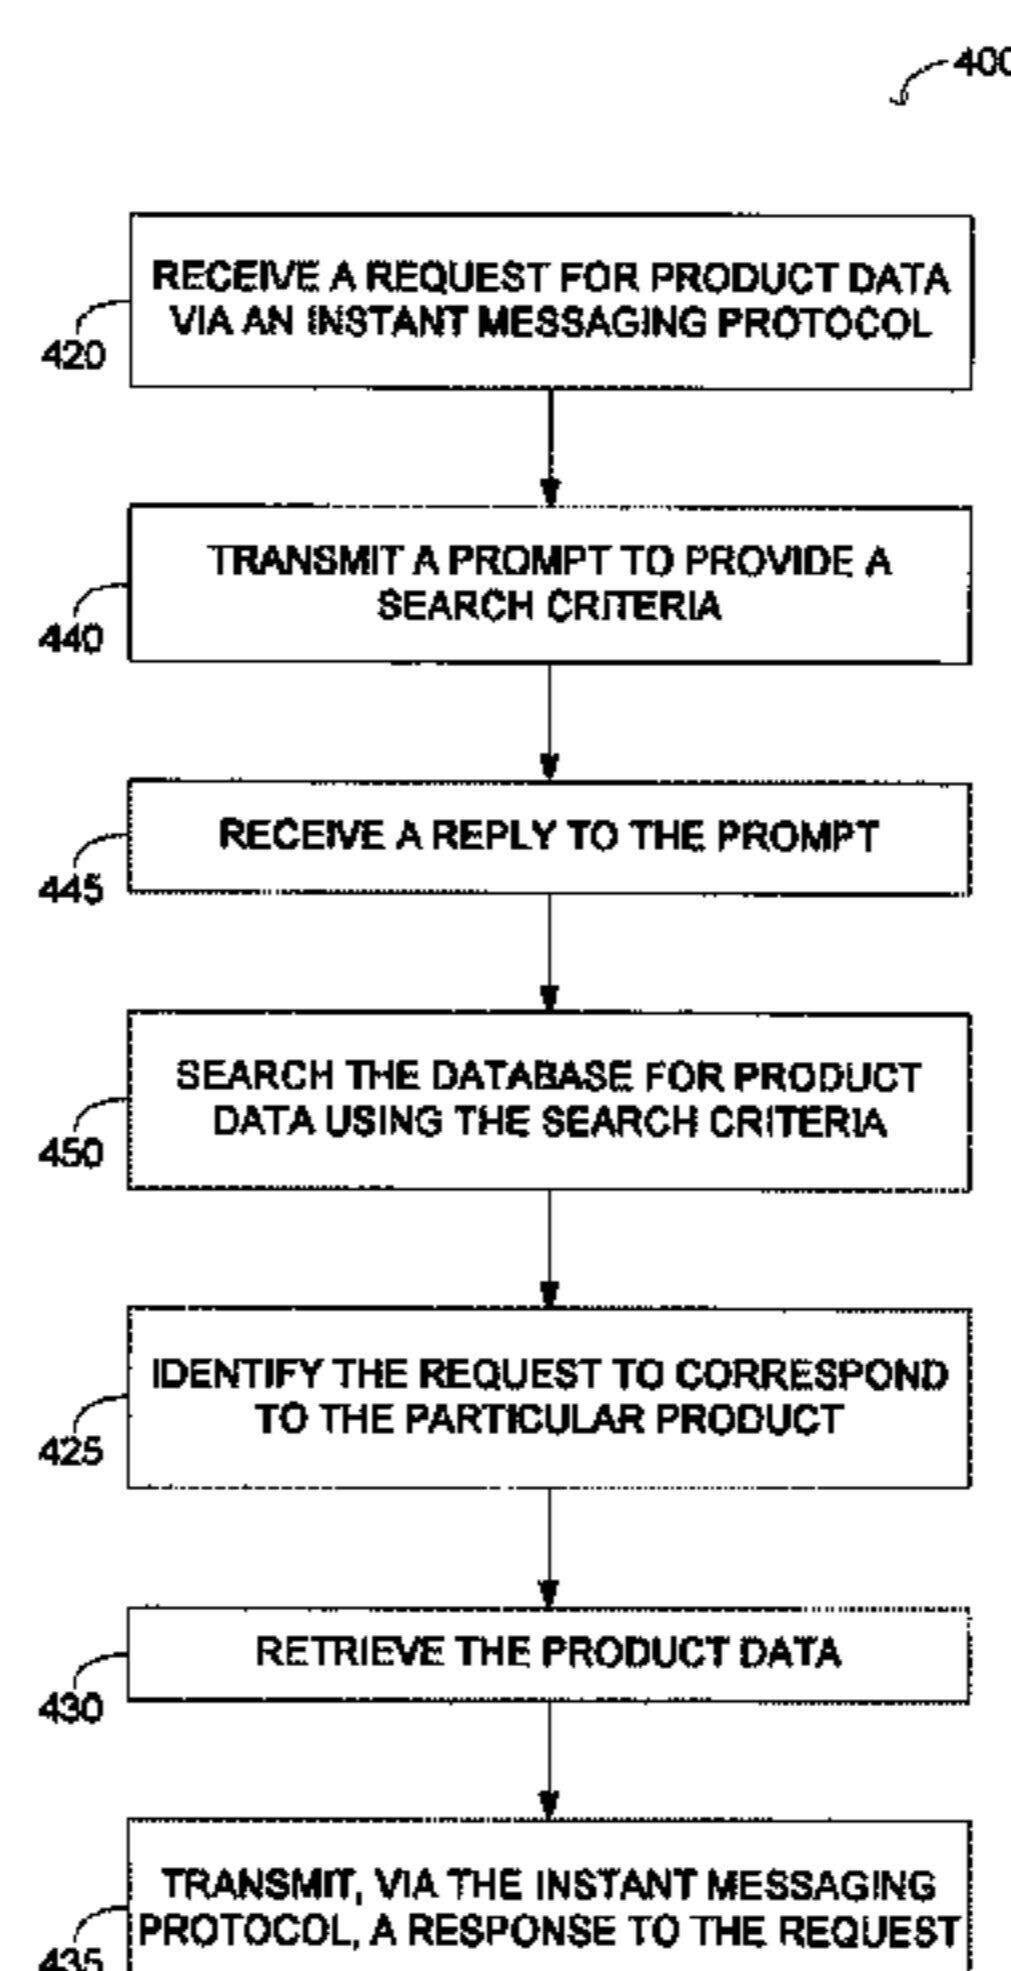 400
RECEIVE A REQUEST FOR PRODUCT DATA
VIA AN INSTANT MESSAGING PROTOCOL
420
TRANSMIT A PROMPT TO PROVIDE A
SEARCH CRITERIA
440
RECEIVE A REPLY TO THE PROMPT
445
SEARCH THE DATABASE FOR PRODUCT
DATA USING THE SEARCH CRITERIA
450
IDENTIFY THE REQUEST TO CORRESPOND
TO THE PARTICULAR PRODUCT
425
RETRIEVE THE PRODUCT DATA
430
TRANSMIT, VIA THE INSTANT MESSAGING
PROTOCOL, A RESPONSE TO THE REQUEST
435